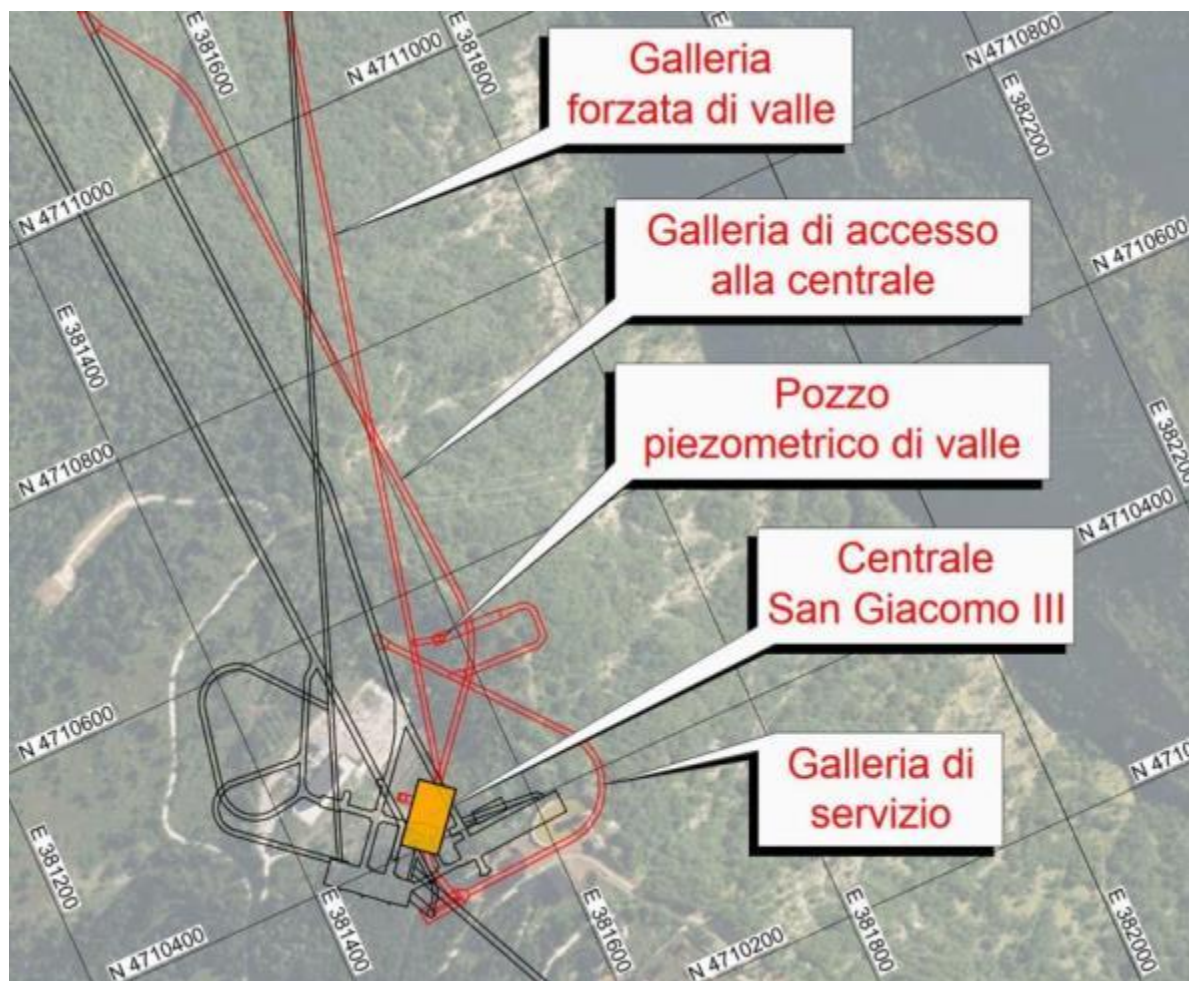 E 381600
N 4711000
E 381800
N 4710800
E 382200
Galleria
forzata di valle
N 4711000
Galleria di accesso
alla centrale
N 4710600
E 381400
Pozzo
piezometrico di valle
E 382200
N 4710800
N 4710400
Centrale
San Giacomo III
N 4710600
Galleria di
servizio
N 4710
E 381200
E 381400
E 381600
E 381800
E 382000
N 4710400
N 4710200